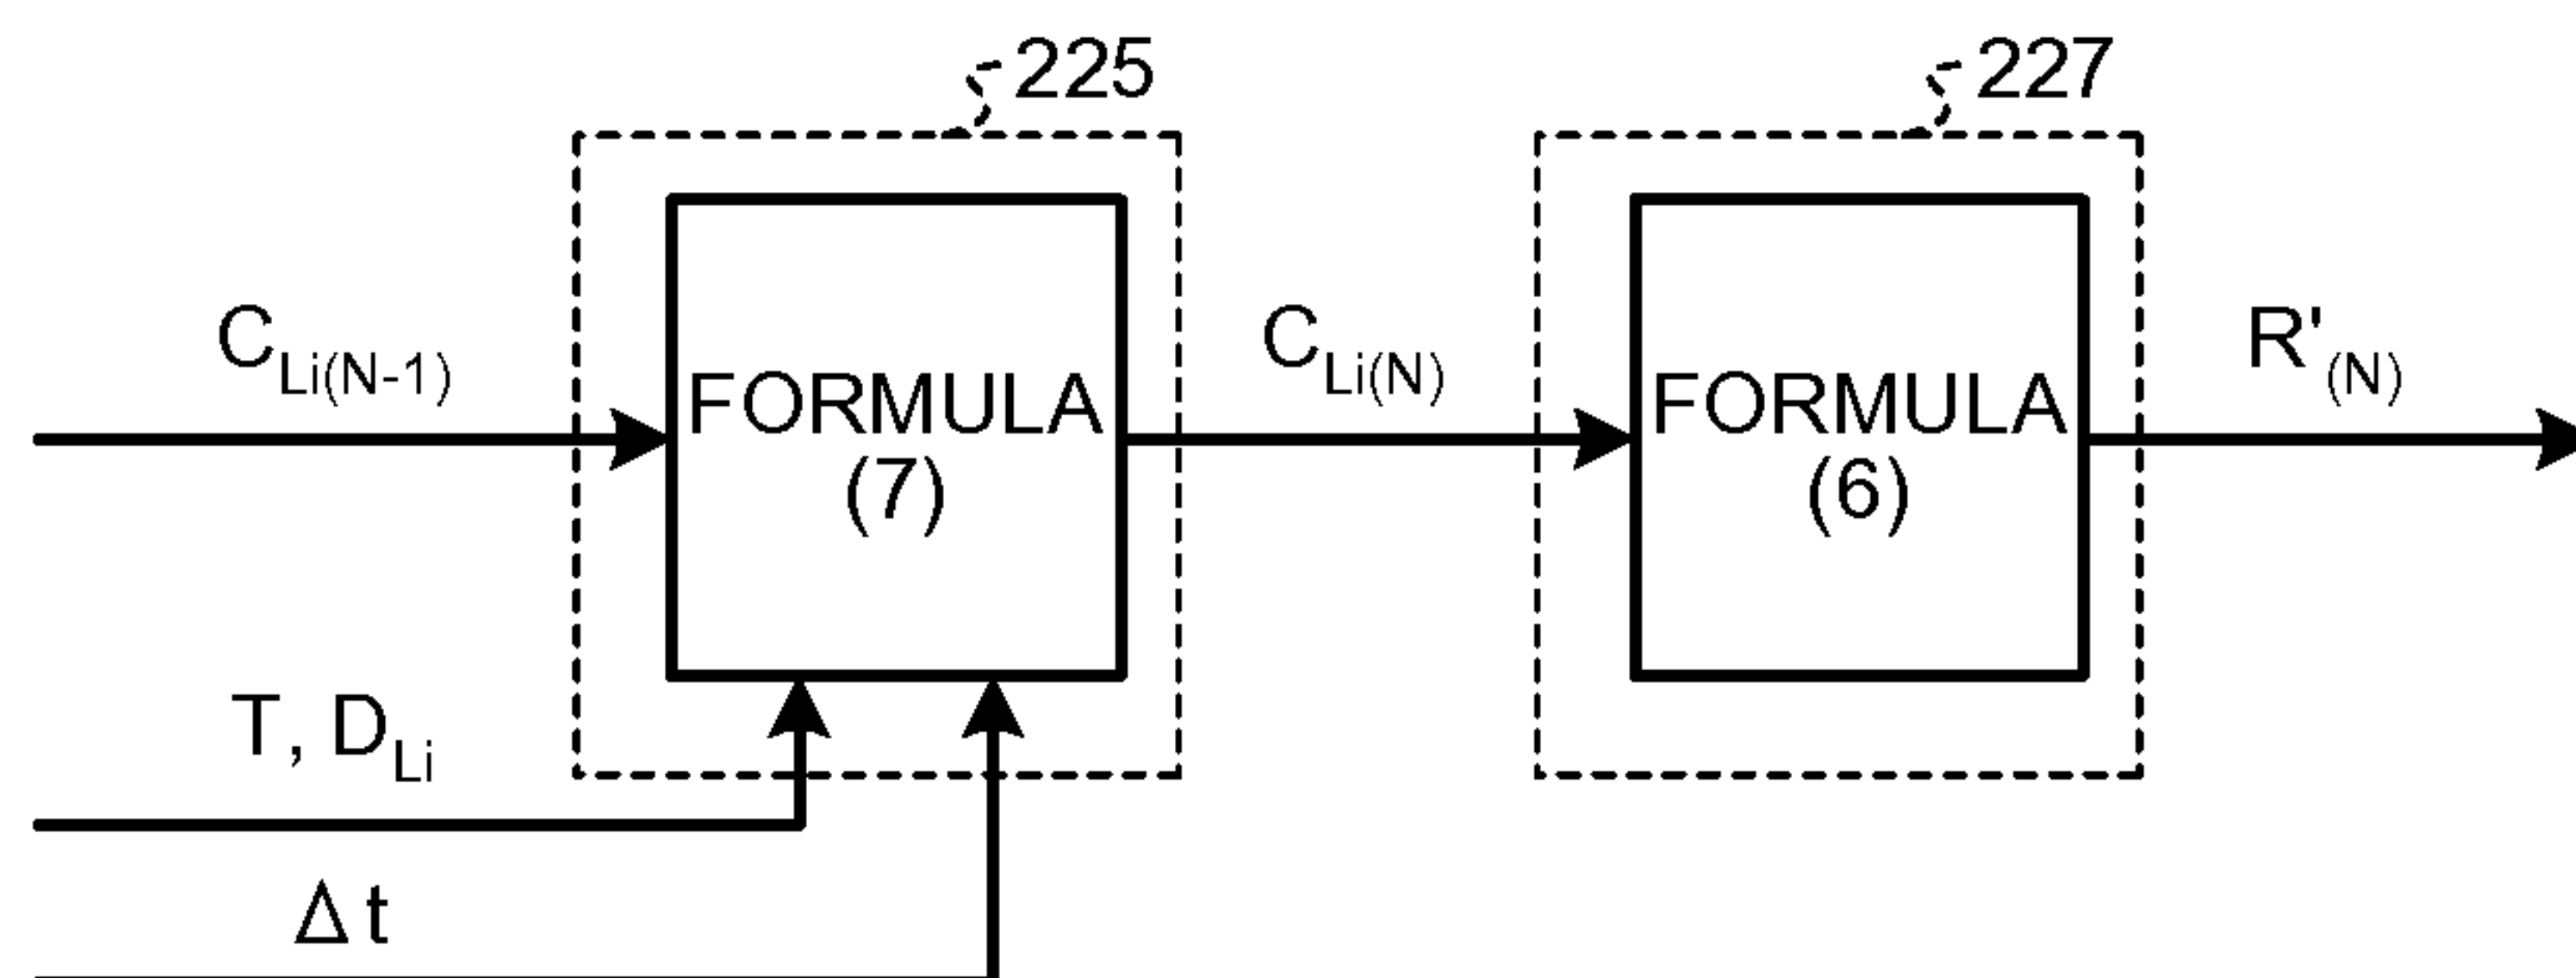 225
227
C_Li(N-1)
FORMULA
(7)
C_Li(N)
FORMULA
(6)
R'_(N)
T, D_Li
Δt